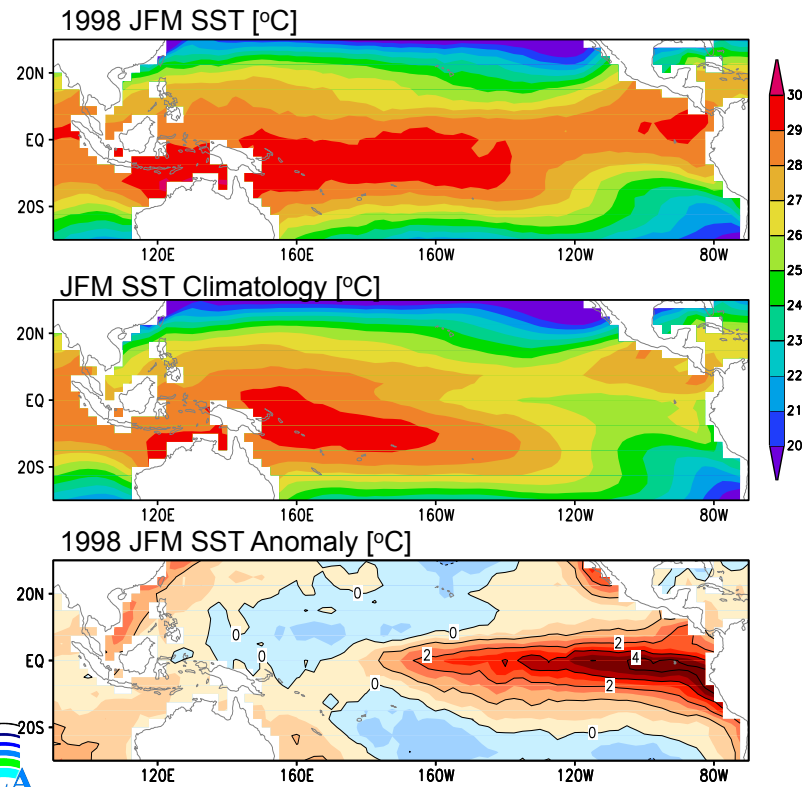 1998 JFM SST [°C]
20N
EQ
20S
120E 160E 160W 120W 80W
30
29
28
27
26
25
24
23
22
21
20
JFM SST Climatology [°C]
20N
EQ
20S
120E 160E 160W 120W 80W
1998 JFM SST Anomaly [°C]
20N
EQ
20S
0
0
0
0
0
0
2
2
2
4
120E 160E 160W 120W 80W
A